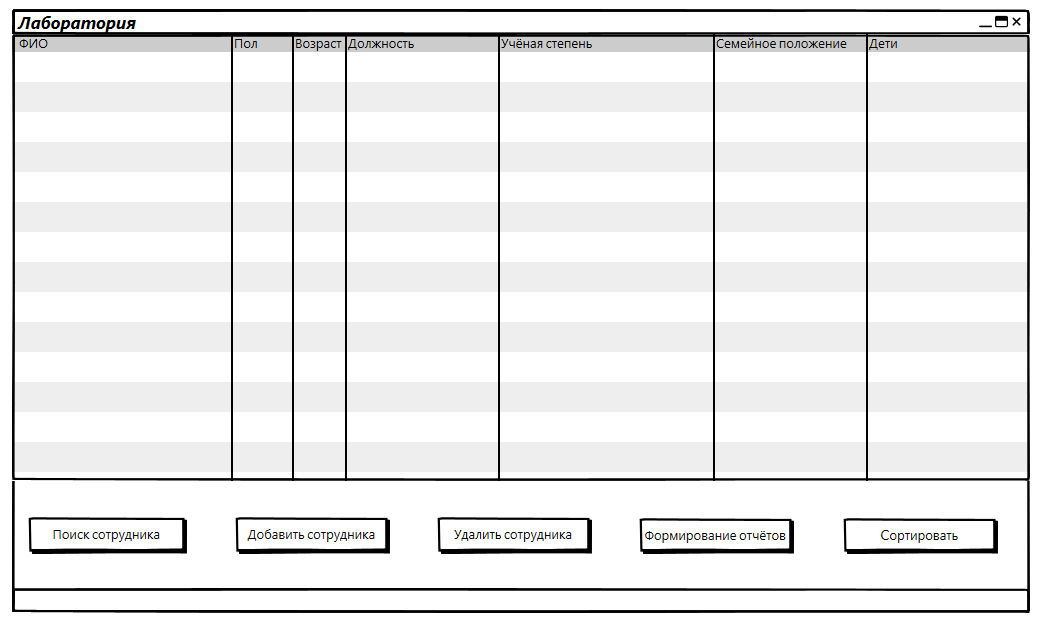 Лаборатория
ФИО Пол Возраст Должность Учёная степень Семейное положение Дети
Поиск сотрудника Добавить сотрудника Удалить сотрудника Формирование отчётов Сортировать